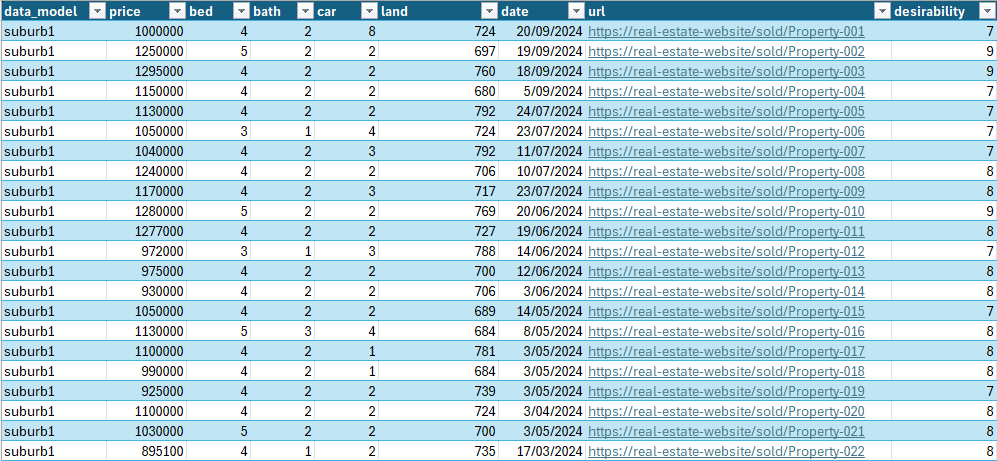 data_model price bed bath car land date url desirability
suburb1 1000000 4 2 8 724 20/09/2024 https://real-estate-website/sold/Property-001 7
suburb1 1250000 5 2 2 697 19/09/2024 https://real-estate-website/sold/Property-002 9
suburb1 1295000 4 2 2 760 18/09/2024 https://real-estate-website/sold/Property-003 9
suburb1 1150000 4 2 2 680 5/09/2024 https://real-estate-website/sold/Property-004 7
suburb1 1130000 4 2 2 792 24/07/2024 https://real-estate-website/sold/Property-005 7
suburb1 1050000 3 1 4 724 23/07/2024 https://real-estate-website/sold/Property-006 7
suburb1 1040000 4 2 3 792 11/07/2024 https://real-estate-website/sold/Property-007 7
suburb1 1240000 4 2 2 706 10/07/2024 https://real-estate-website/sold/Property-008 8
suburb1 1170000 4 2 3 717 23/07/2024 https://real-estate-website/sold/Property-009 8
suburb1 1280000 5 2 2 769 20/06/2024 https://real-estate-website/sold/Property-010 9
suburb1 1277000 4 2 2 727 19/06/2024 https://real-estate-website/sold/Property-011 8
suburb1 972000 3 1 3 788 14/06/2024 https://real-estate-website/sold/Property-012 7
suburb1 975000 4 2 2 700 12/06/2024 https://real-estate-website/sold/Property-013 8
suburb1 930000 4 2 2 706 3/06/2024 https://real-estate-website/sold/Property-014 8
suburb1 1050000 4 2 2 689 14/05/2024 https://real-estate-website/sold/Property-015 7
suburb1 1130000 5 3 4 684 8/05/2024 https://real-estate-website/sold/Property-016 8
suburb1 1100000 4 2 1 781 3/05/2024 https://real-estate-website/sold/Property-017 8
suburb1 990000 4 2 1 684 3/05/2024 https://real-estate-website/sold/Property-018 8
suburb1 925000 4 2 2 739 3/05/2024 https://real-estate-website/sold/Property-019 7
suburb1 1100000 4 2 2 724 3/04/2024 https://real-estate-website/sold/Property-020 8
suburb1 1030000 5 2 2 700 3/05/2024 https://real-estate-website/sold/Property-021 8
suburb1 895100 4 1 2 735 17/03/2024 https://real-estate-website/sold/Property-022 8